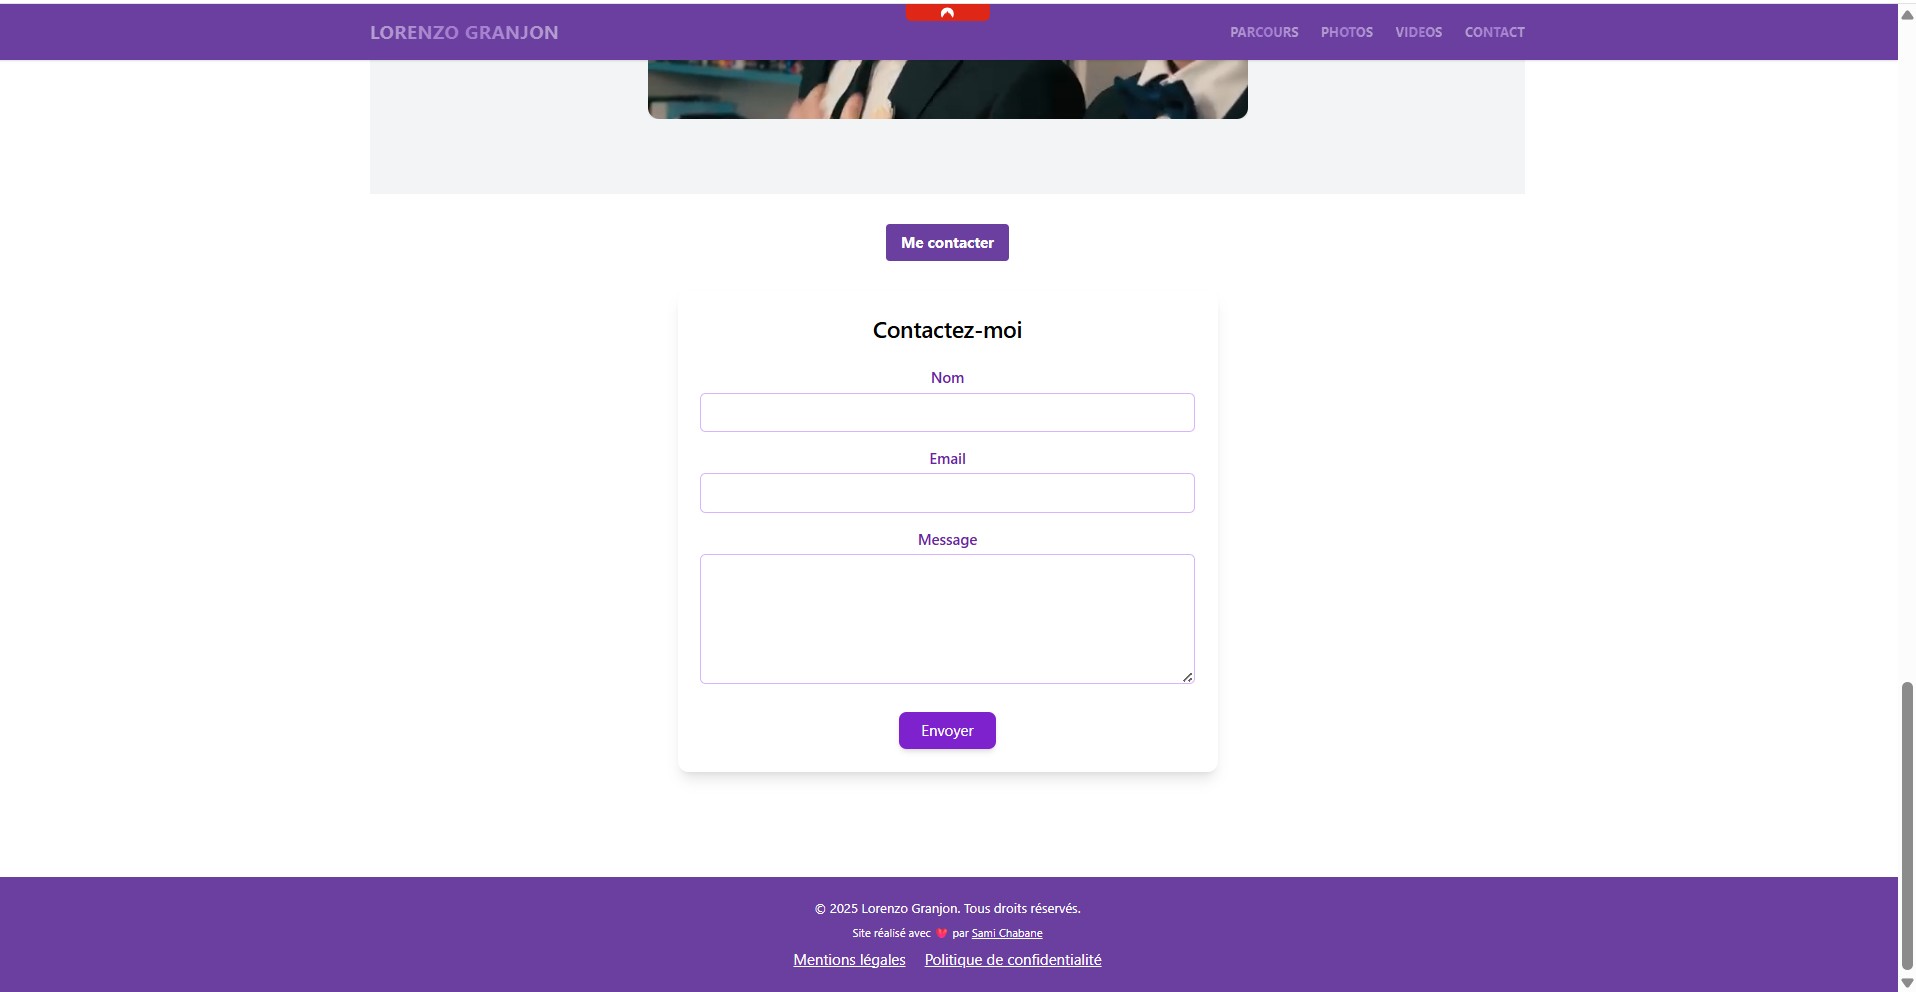 LORENZO GRANJON
PARCOURS PHOTOS VIDEOS CONTACT
Me contacter
Contactez-moi
Nom
Email
Message
Envoyer
© 2025 Lorenzo Granjon. Tous droits réservés.
Site réalisé avec 💗 par Sami Chabane
Mentions légales Politique de confidentialité